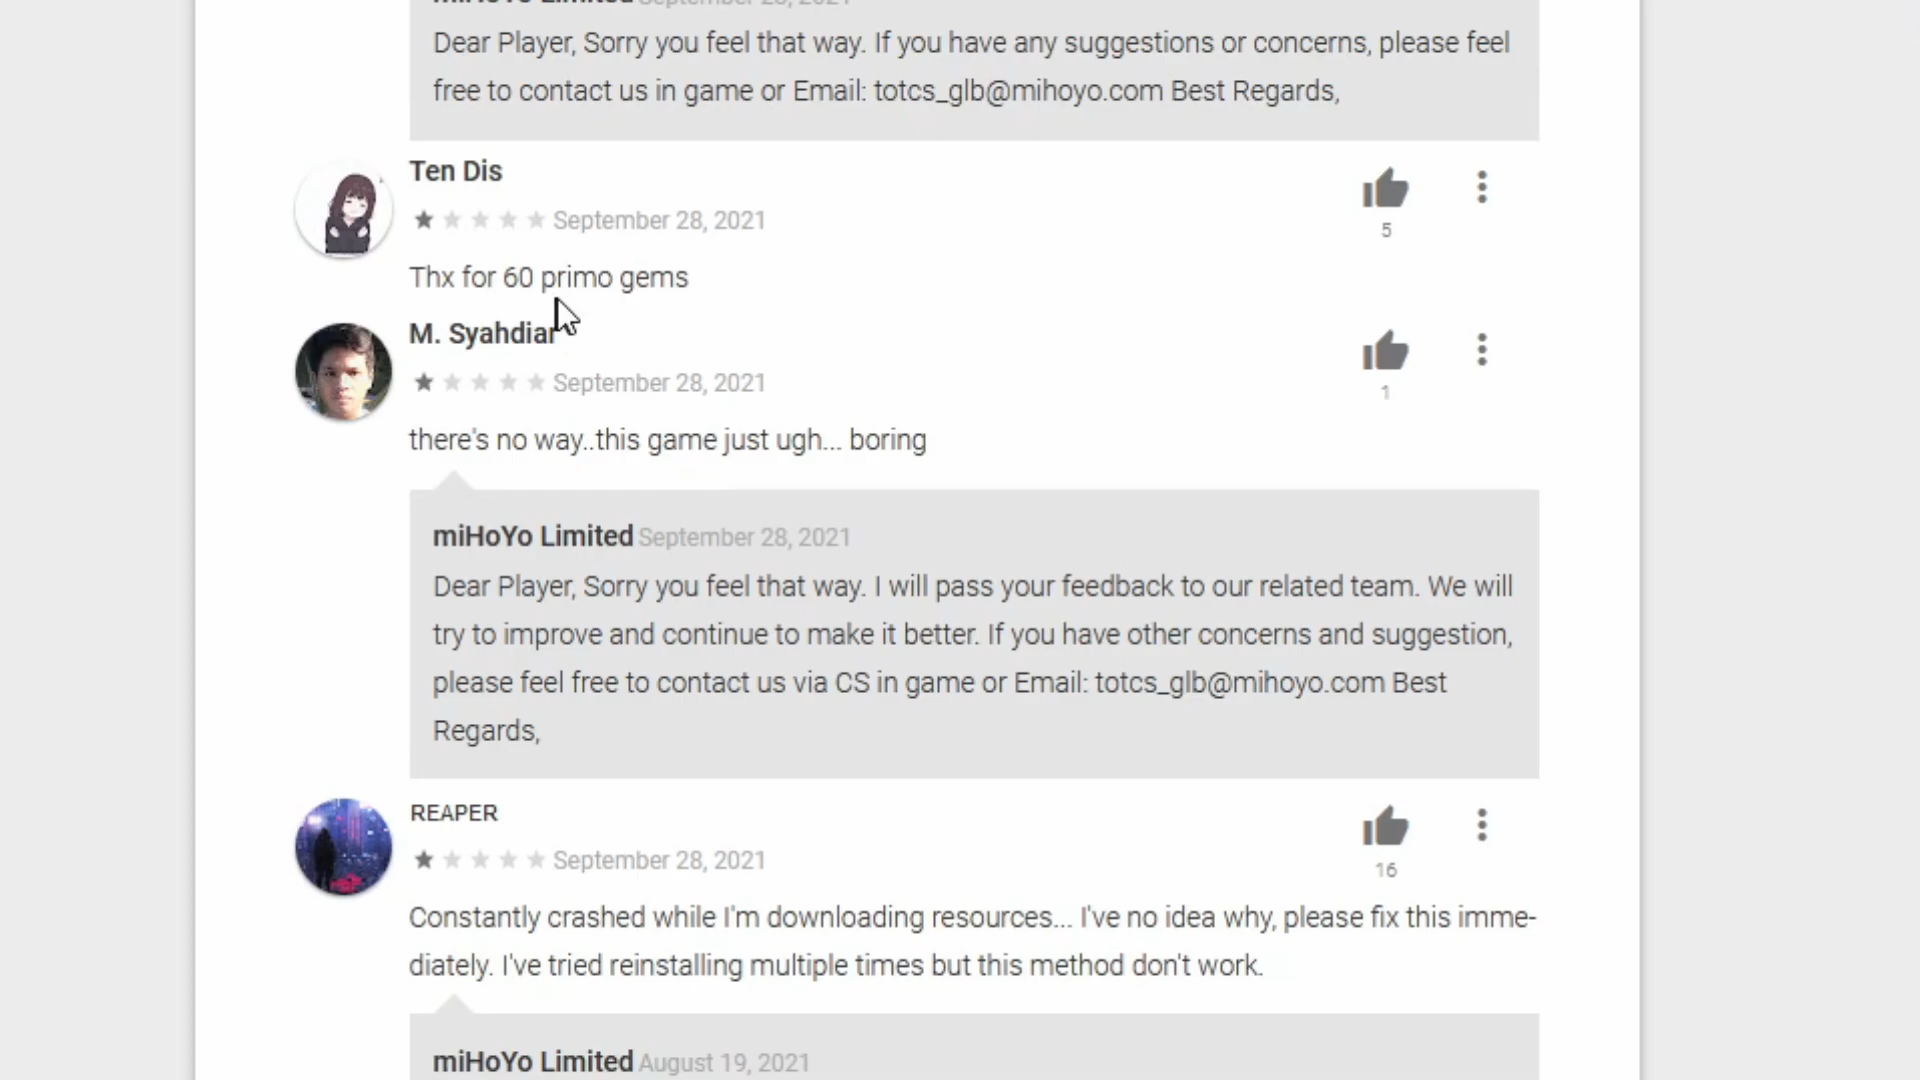 miHoYo Limited September 28, 2021
Dear Player, Sorry you feel that way. If you have any suggestions or concerns, please feel
free to contact us in game or Email: totcs_glb@mihoyo.com Best Regards,
Ten Dis
September 28, 2021
5
Thx for 60 primo gems
M. Syahdiar
September 28, 2021
1
there's no way..this game just ugh... boring
miHoYo Limited September 28, 2021
Dear Player, Sorry you feel that way. I will pass your feedback to our related team. We will
try to improve and continue to make it better. If you have other concerns and suggestion,
please feel free to contact us via CS in game or Email: totcs_glb@mihoyo.com Best
Regards,
REAPER
September 28, 2021
16
Constantly crashed while I'm downloading resources... I've no idea why, please fix this imme-
diately. I've tried reinstalling multiple times but this method don't work.
miHoYo Limited August 19, 2021